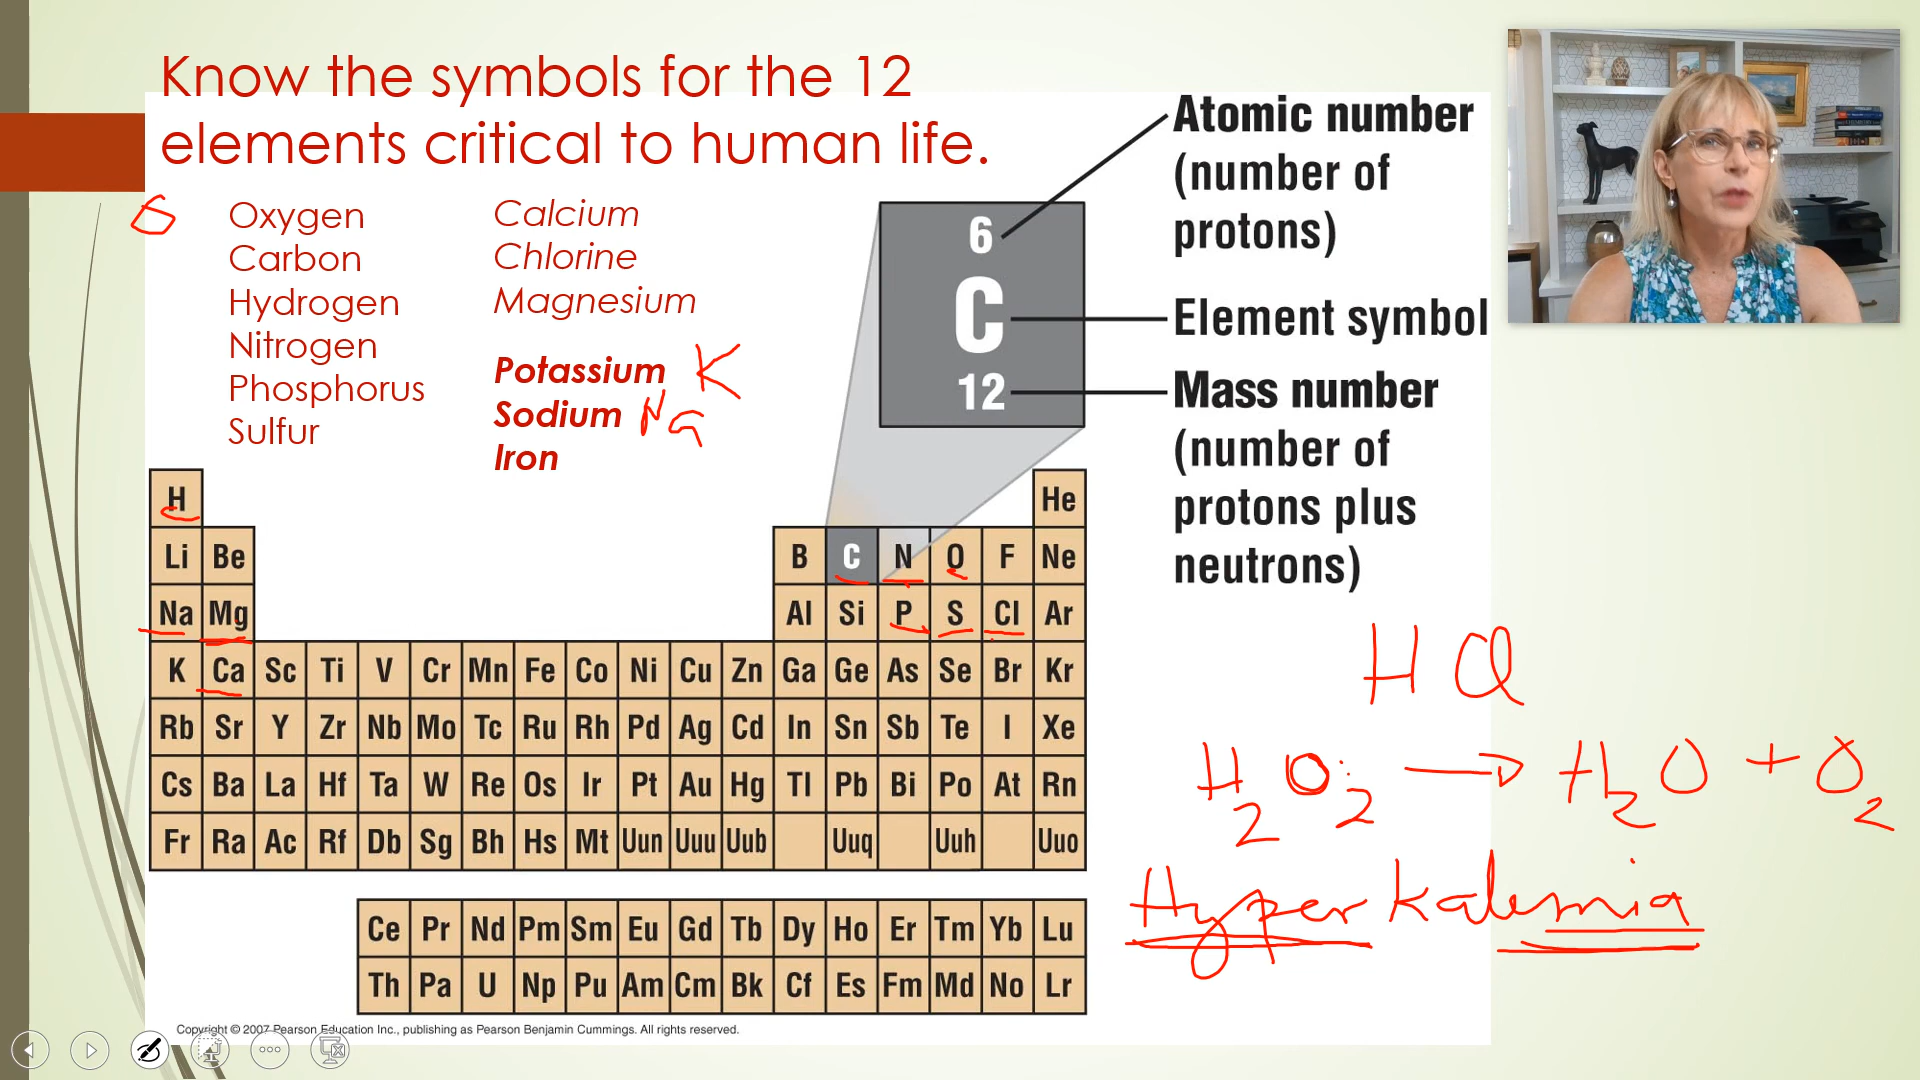 Know the symbols for the 12
elements critical to human life.
6
Oxygen
Carbon
Hydrogen
Nitrogen
Phosphorus
Sulfur
Calcium
Chlorine
Magnesium
Potassium K
Sodium Na
Iron
6
C
12
Atomic number
(number of
protons)
Element symbol
Mass number
(number of
protons plus
neutrons)
H He
Li Be B C N O F Ne
Na Mg Al Si P S Cl Ar
K Ca Sc Ti V Cr Mn Fe Co Ni Cu Zn Ga Ge As Se Br Kr
Rb Sr Y Zr Nb Mo Tc Ru Rh Pd Ag Cd In Sn Sb Te I Xe
Cs Ba La Hf Ta W Re Os Ir Pt Au Hg Tl Pb Bi Po At Rn
Fr Ra Ac Rf Db Sg Bh Hs Mt Uun Uuu Uub Uuq Uuh Uuo
Ce Pr Nd Pm Sm Eu Gd Tb Dy Ho Er Tm Yb Lu
Th Pa U Np Pu Am Cm Bk Cf Es Fm Md No Lr
H Cl
H2O2 → H2O + O2
Hyperkalemia
Copyright © 2007 Pearson Education Inc., publishing as Pearson Benjamin Cummings. All rights reserved.